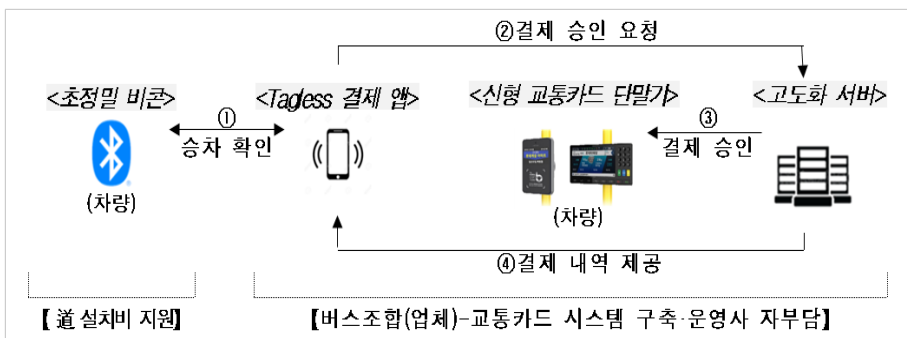 ②결제 승인 요청
<초정밀 비콘>
<Tagless 결제 앱>
<신형 교통카드 단말기>
<고도화 서버>
①
승차 확인
③
결제 승인
(차량)
(차량)
④결제 내역 제공
【道 설치비 지원】
【버스조합(업체)-교통카드 시스템 구축·운영사 자부담】